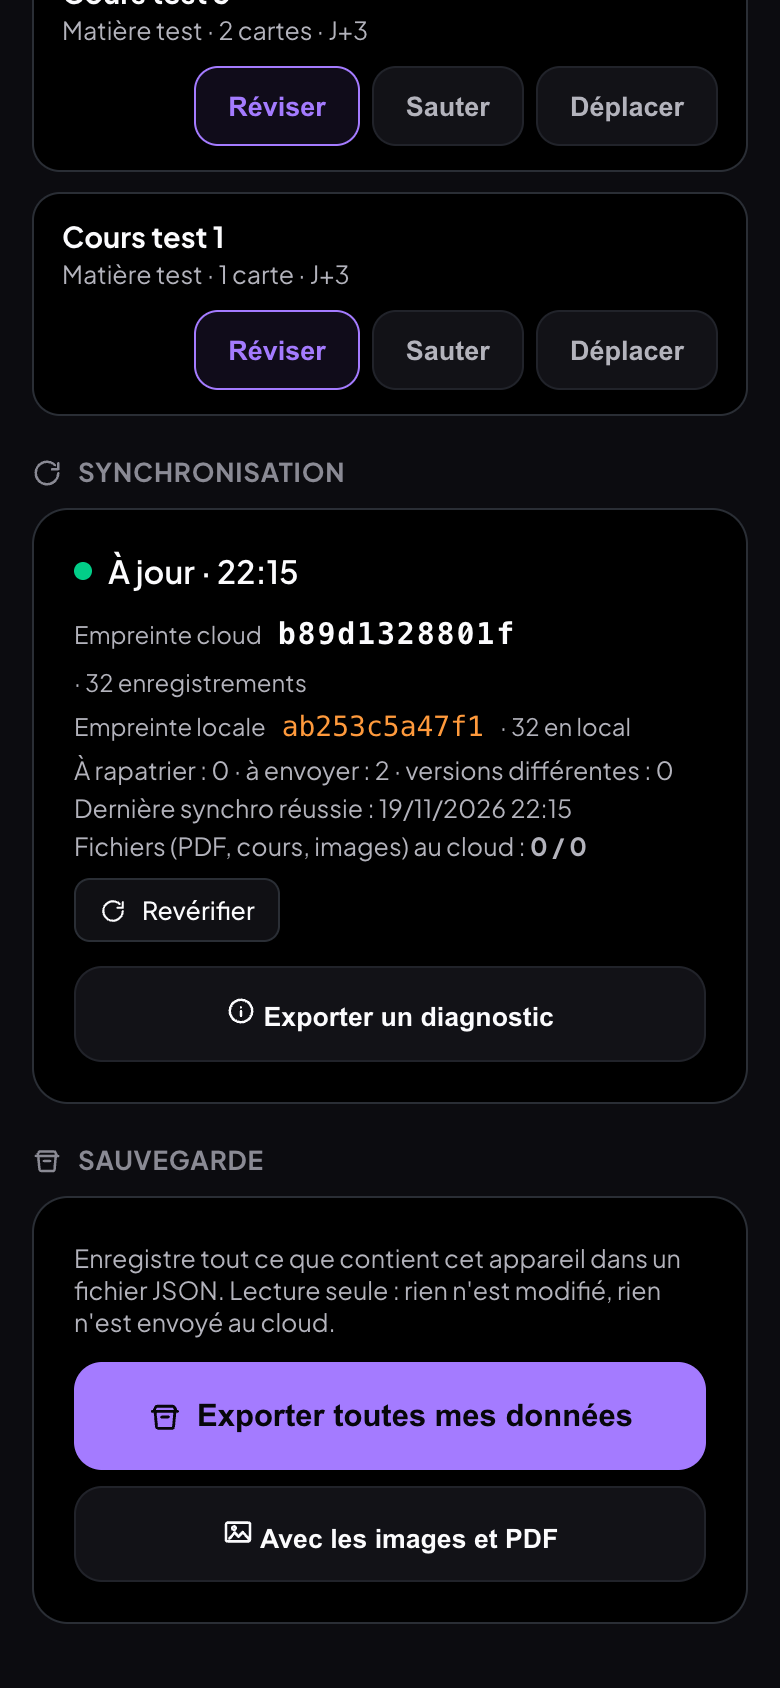 Cours test
Matière test · 2 cartes · J+3
Réviser Sauter Déplacer
Cours test 1
Matière test · 1 carte · J+3
Réviser Sauter Déplacer
SYNCHRONISATION
À jour · 22:15
Empreinte cloud b89d1328801f
· 32 enregistrements
Empreinte locale ab253c5a47f1 · 32 en local
À rapatrier : 0 · à envoyer : 2 · versions différentes : 0
Dernière synchro réussie : 19/11/2026 22:15
Fichiers (PDF, cours, images) au cloud : 0 / 0
Revérifier
Exporter un diagnostic
SAUVEGARDE
Enregistre tout ce que contient cet appareil dans un
fichier JSON. Lecture seule : rien n'est modifié, rien
n'est envoyé au cloud.
Exporter toutes mes données
Avec les images et PDF